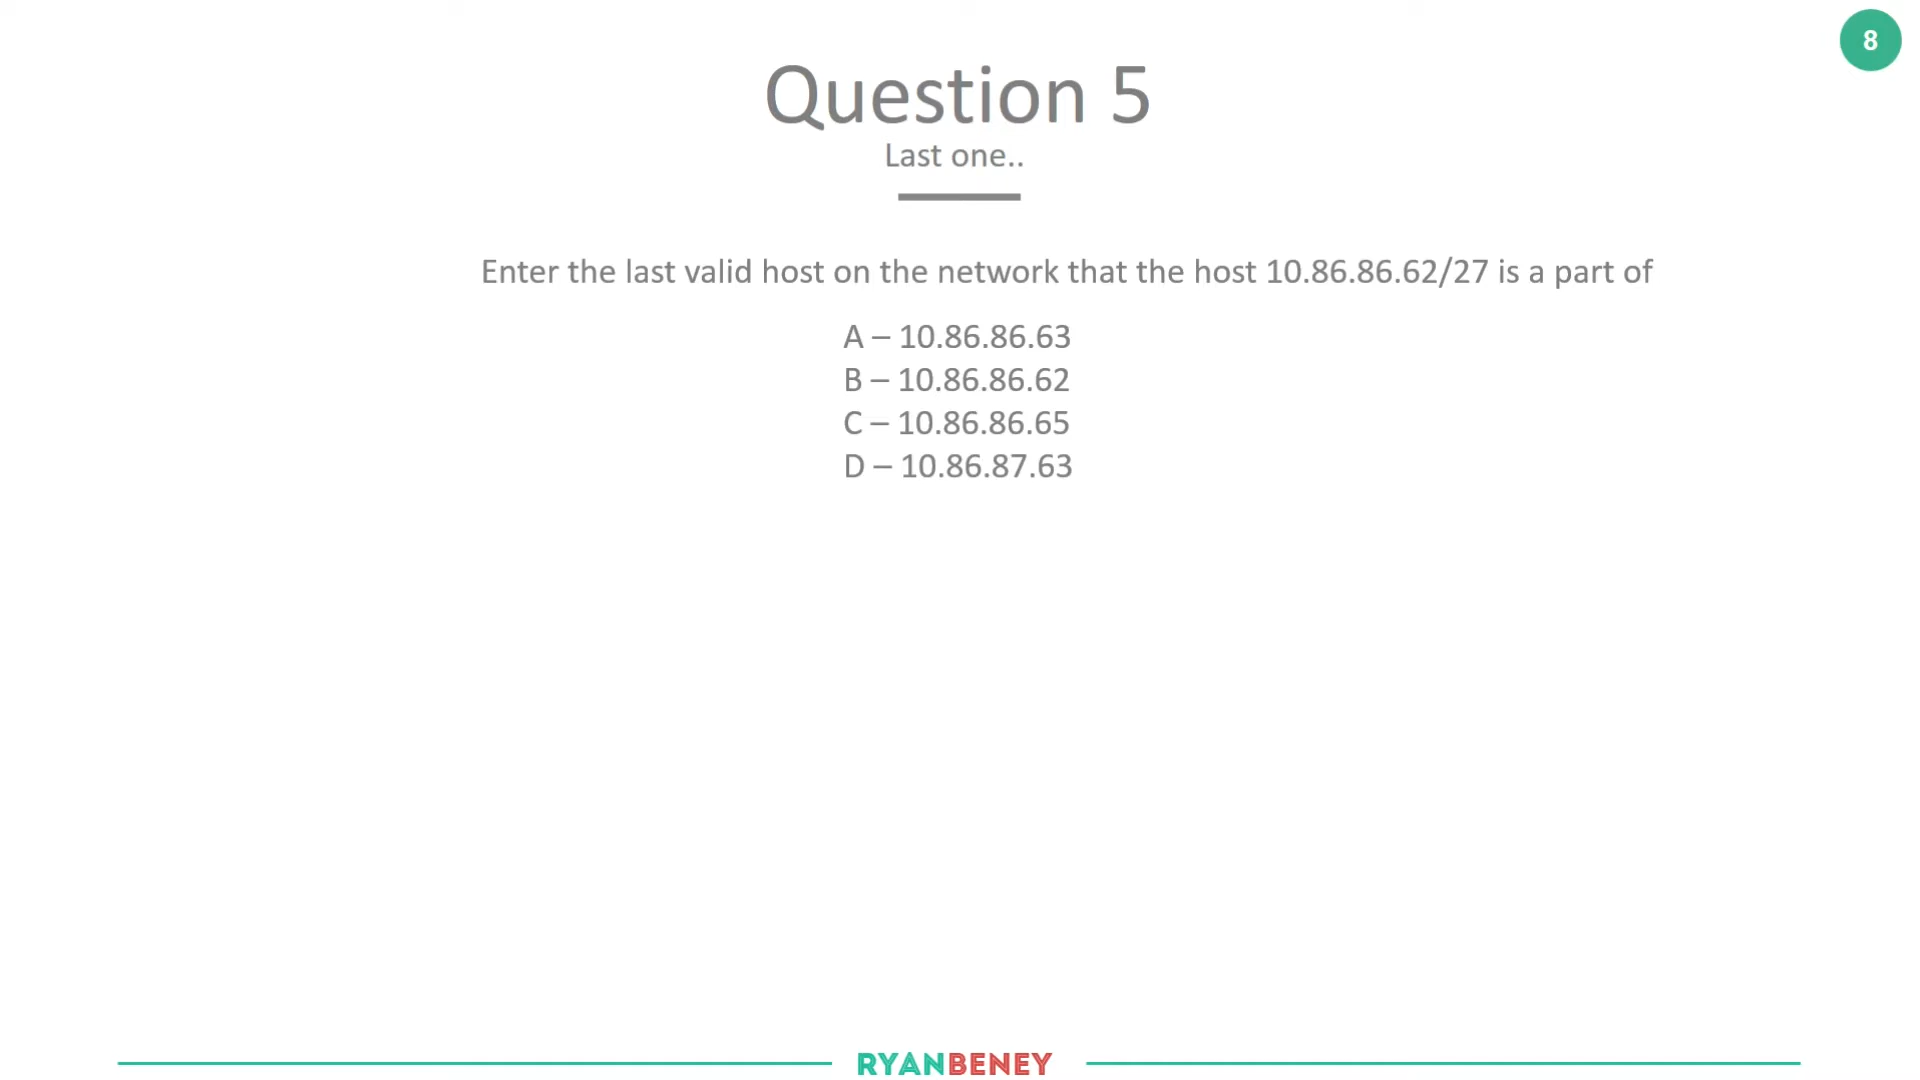 8
Question 5
Last one..
Enter the last valid host on the network that the host 10.86.86.62/27 is a part of
A – 10.86.86.63
B – 10.86.86.62
C – 10.86.86.65
D – 10.86.87.63
RYANBENEY